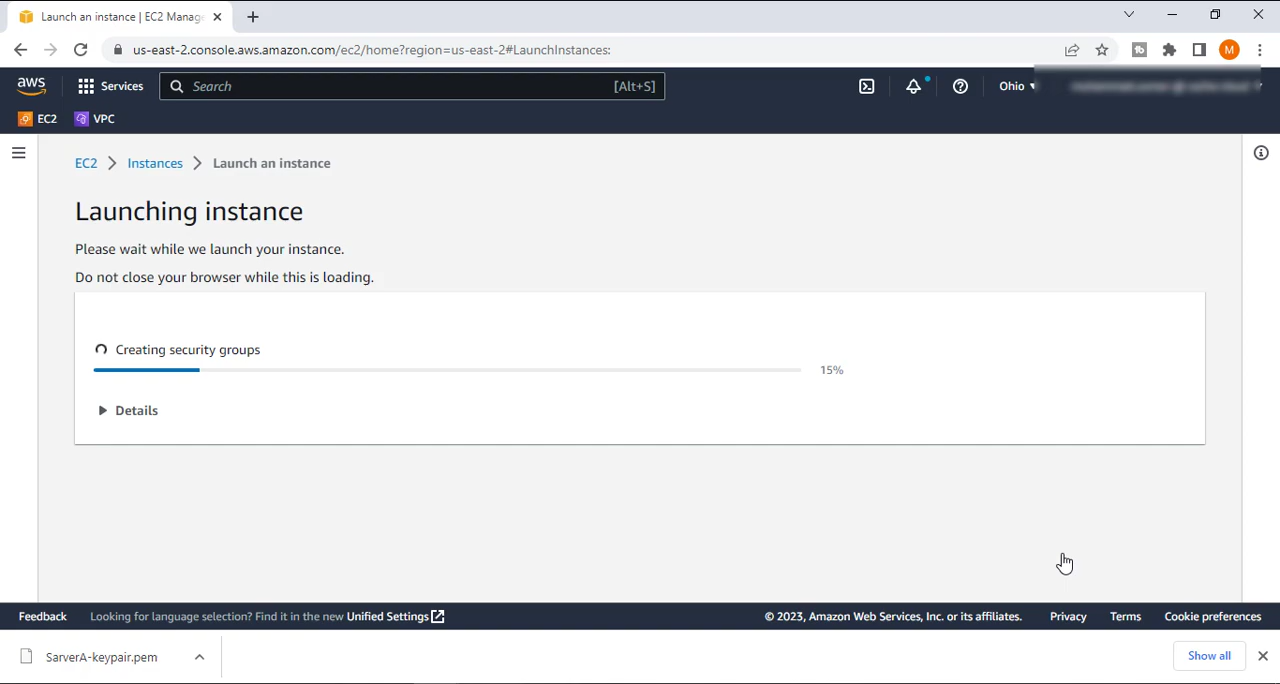 Launch an instance | EC2 Manage
us-east-2.console.aws.amazon.com/ec2/home?region=us-east-2#LaunchInstances:
M
aws
Services
Search
[Alt+S]
Ohio
EC2
VPC
EC2 > Instances > Launch an instance
Launching instance
Please wait while we launch your instance.
Do not close your browser while this is loading.
Creating security groups
15%
Details
Feedback
Looking for language selection? Find it in the new Unified Settings
© 2023, Amazon Web Services, Inc. or its affiliates.
Privacy
Terms
Cookie preferences
SarverA-keypair.pem
Show all